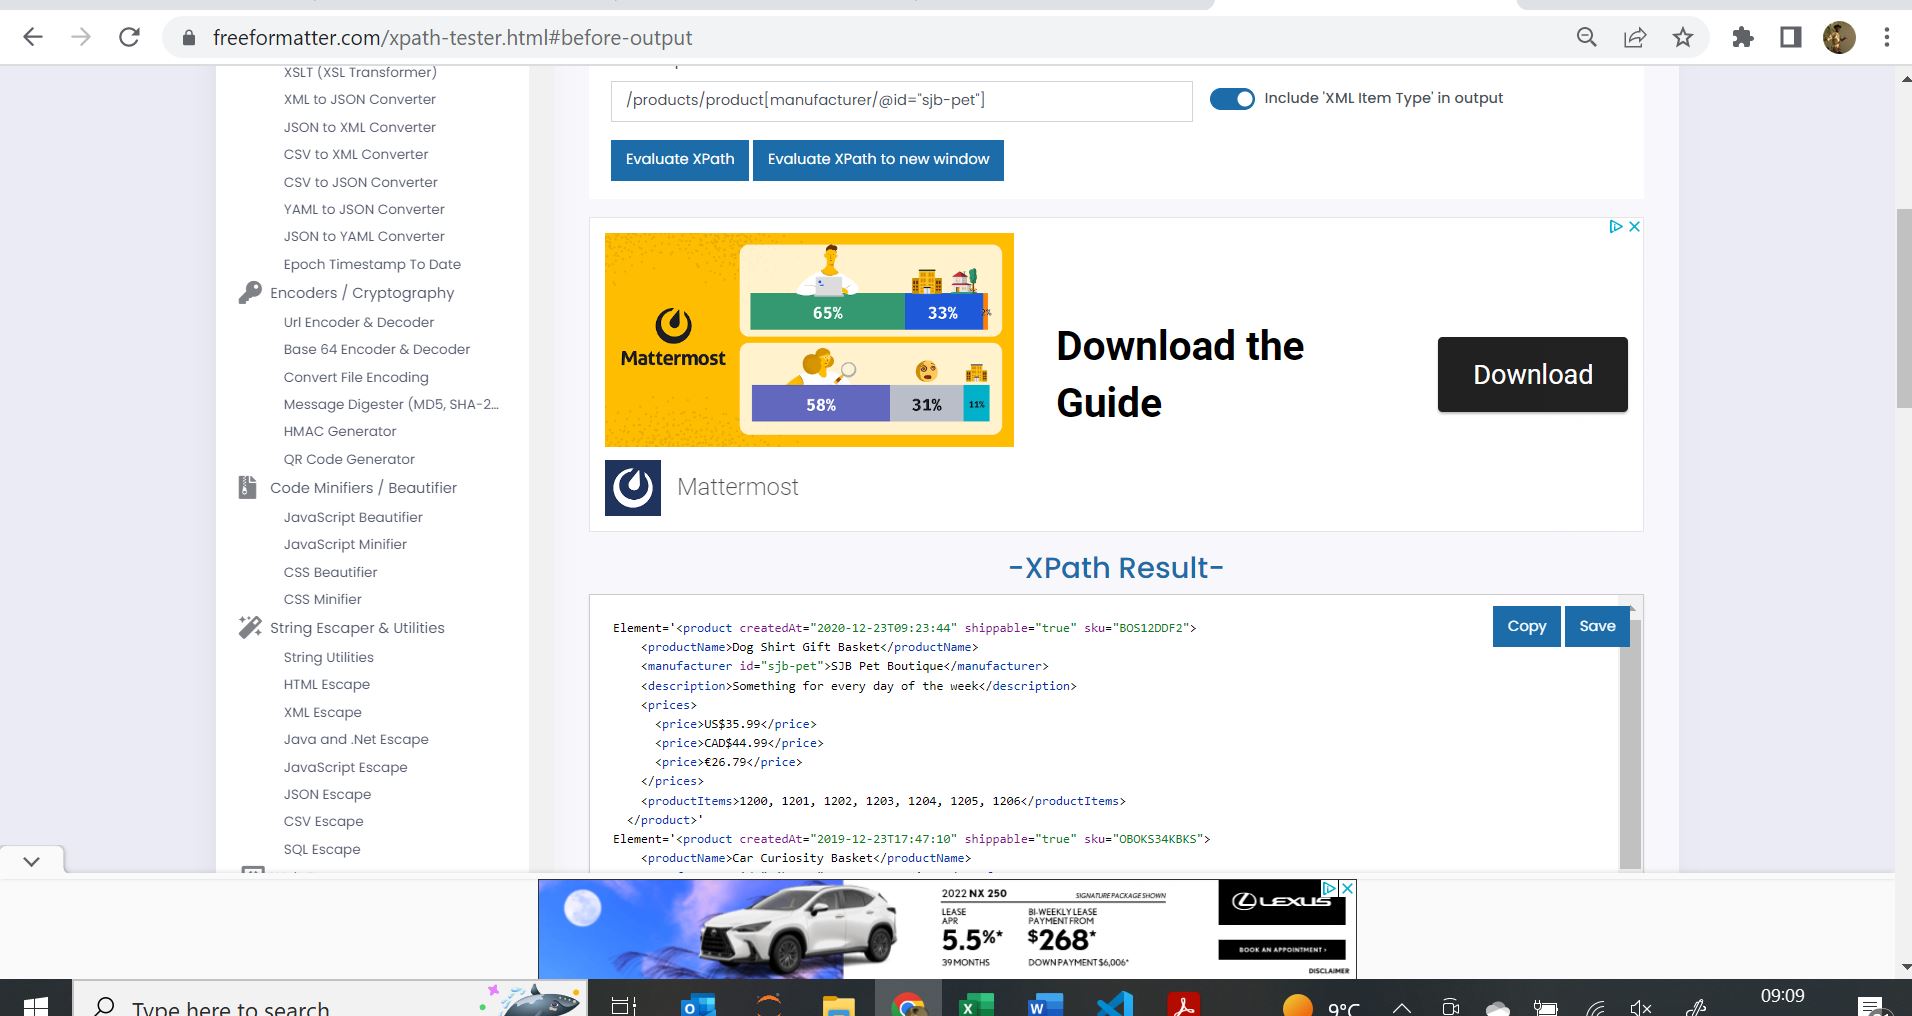 freeformatter.com/xpath-tester.html#before-output
XSLT (XSL Transformer)
XML to JSON Converter
JSON to XML Converter
CSV to XML Converter
CSV to JSON Converter
YAML to JSON Converter
JSON to YAML Converter
Epoch Timestamp To Date
Encoders / Cryptography
Url Encoder & Decoder
Base 64 Encoder & Decoder
Convert File Encoding
Message Digester (MD5, SHA-2...
HMAC Generator
QR Code Generator
Code Minifiers / Beautifier
JavaScript Beautifier
JavaScript Minifier
CSS Beautifier
CSS Minifier
String Escaper & Utilities
String Utilities
HTML Escape
XML Escape
Java and .Net Escape
JavaScript Escape
JSON Escape
CSV Escape
SQL Escape
/products/product[manufacturer/@id="sjb-pet"]
Include 'XML Item Type' in output
Evaluate XPath
Evaluate XPath to new window
Mattermost
65% 33%
58% 31% 11%
Download the
Guide
Download
Mattermost
-XPath Result-
Copy Save
Element='<product createdAt="2020-12-23T09:23:44" shippable="true" sku="BOS12DDF2">
<productName>Dog Shirt Gift Basket</productName>
<manufacturer id="sjb-pet">SJB Pet Boutique</manufacturer>
<description>Something for every day of the week</description>
<prices>
<price>US$35.99</price>
<price>CAD$44.99</price>
<price>€26.79</price>
</prices>
<productItems>1200, 1201, 1202, 1203, 1204, 1205, 1206</productItems>
</product>'
Element='<product createdAt="2019-12-23T17:47:10" shippable="true" sku="OBOKS34KBKS">
<productName>Car Curiosity Basket</productName>
2022 NX 250
SIGNATURE PACKAGE SHOWN
LEASE
APR
5.5%*
39 MONTHS
BI-WEEKLY LEASE
PAYMENT FROM
$268*
DOWN PAYMENT $6,006*
LEXUS
BOOK AN APPOINTMENT ›
DISCLAIMER
Type here to search
9°C
09:09